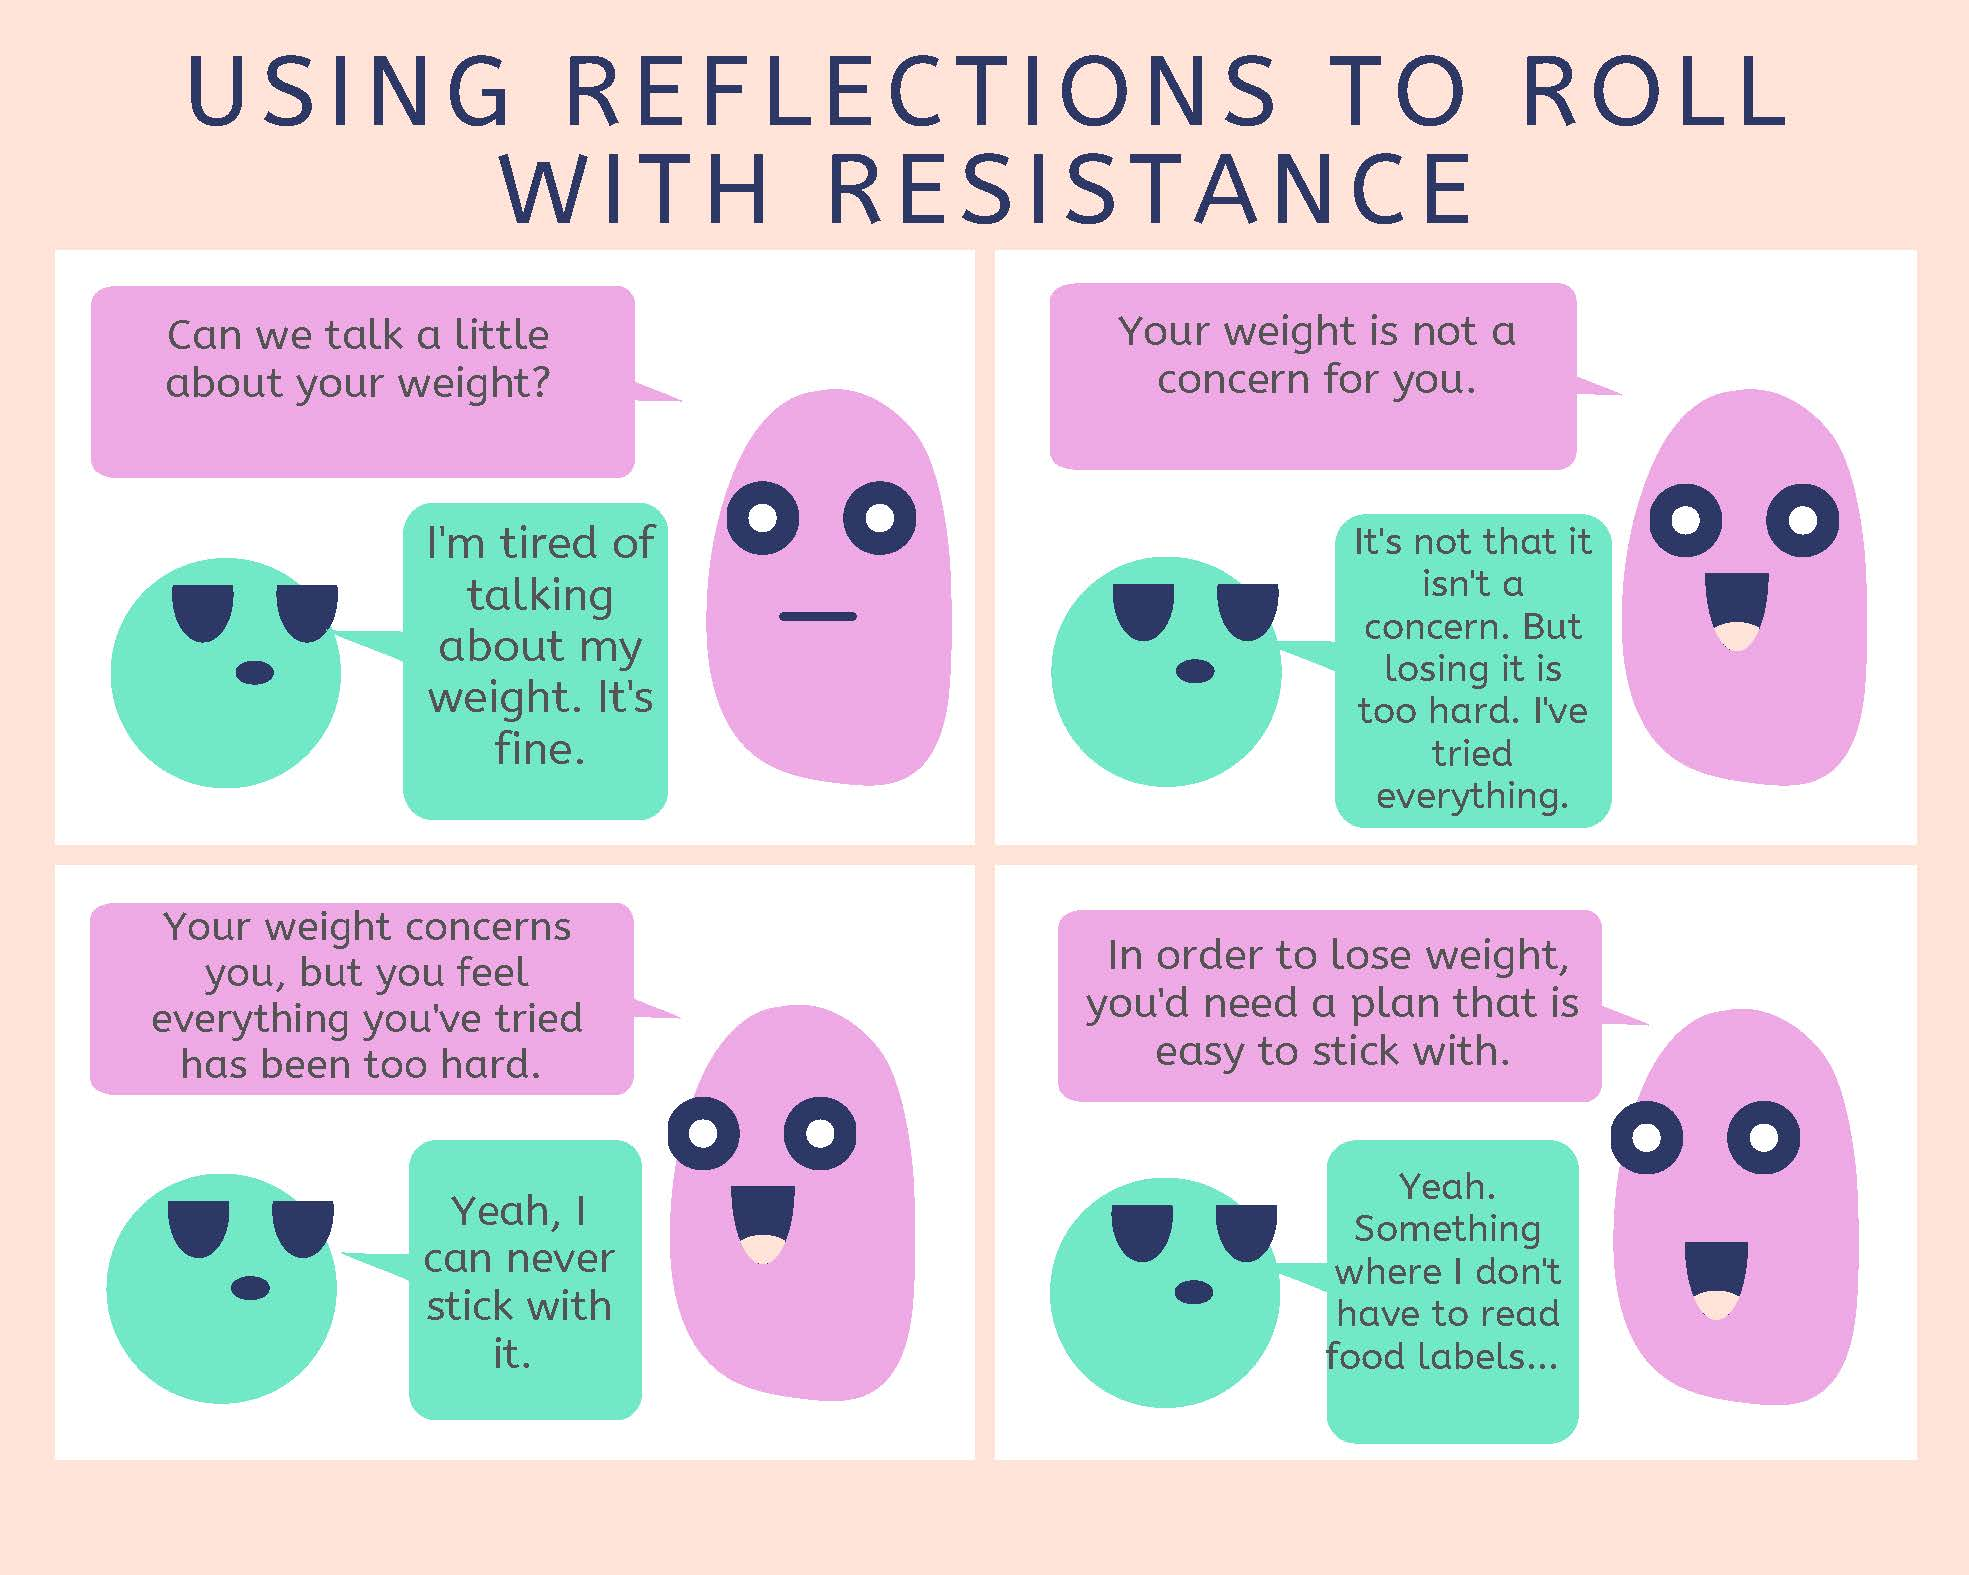 USING REFLECTIONS TO ROLL
WITH RESISTANCE
Can we talk a little
about your weight?
I'm tired of
talking
about my
weight. It's
fine.
Your weight is not a
concern for you.
It's not that it
isn't a
concern. But
losing it is
too hard. I've
tried
everything.
Your weight concerns
you, but you feel
everything you've tried
has been too hard.
Yeah, I
can never
stick with
it.
In order to lose weight,
you'd need a plan that is
easy to stick with.
Yeah.
Something
where I don't
have to read
food labels...